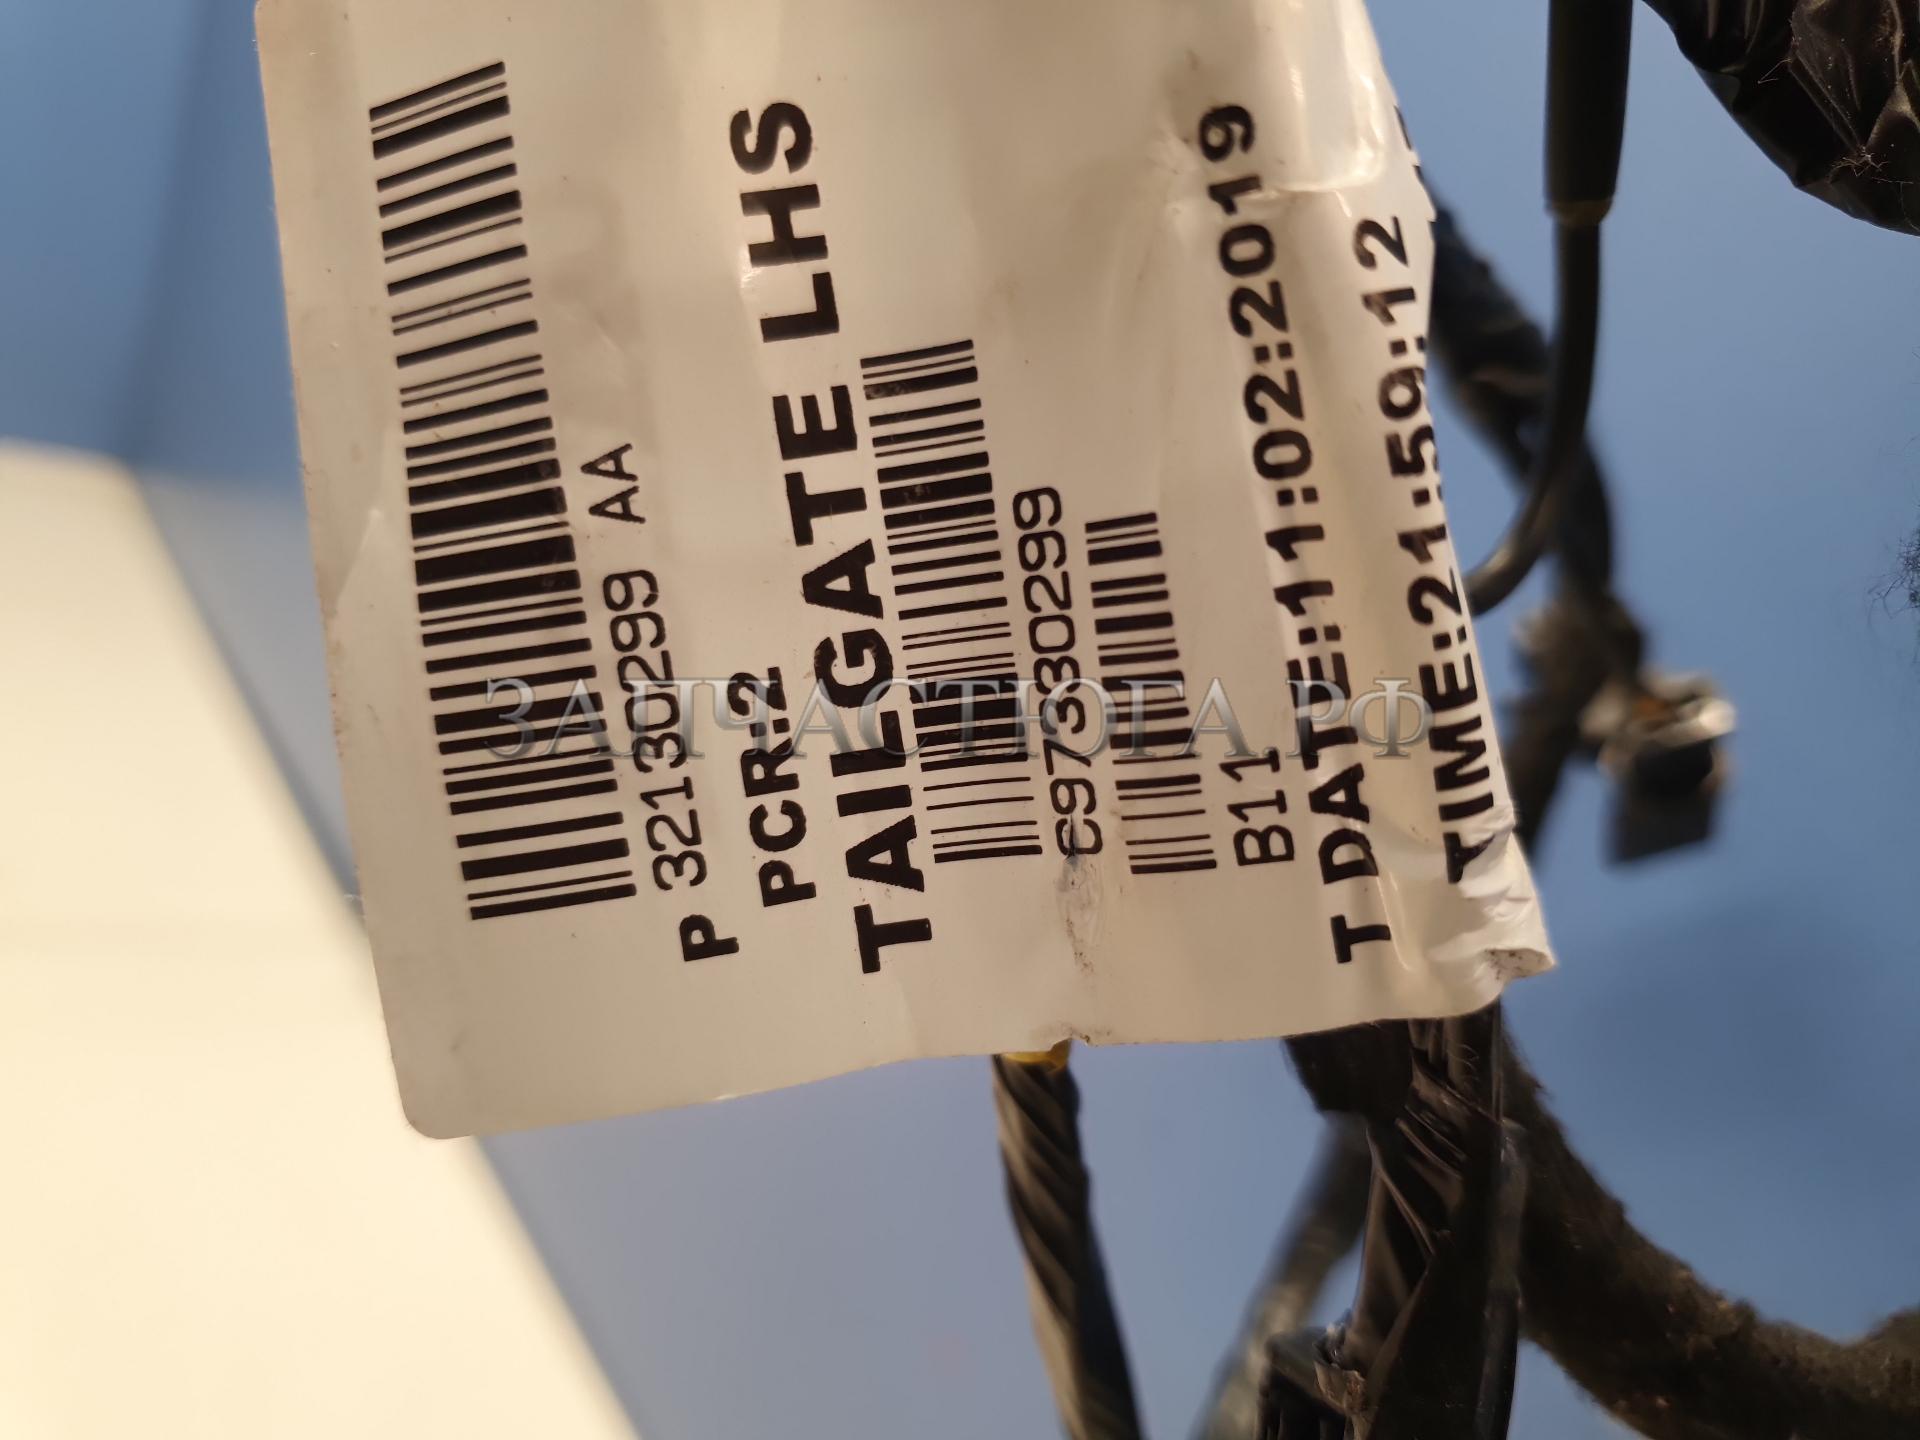 P 32130299 AA
PCR.2
TAILGATE LHS
C97330299
B11
T DATE:11:02:2019
TIME:21:59:12
ЗАПЧАСТЮГА.РФ